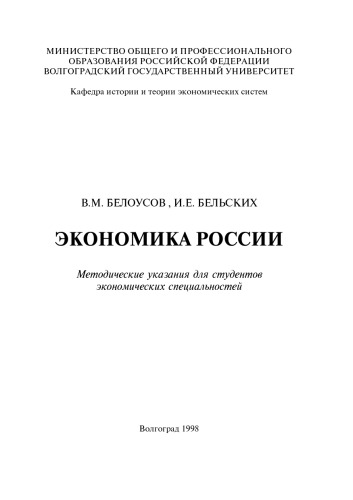 МИНИСТЕРСТВО ОБЩЕГО И ПРОФЕССИОНАЛЬНОГО
ОБРАЗОВАНИЯ РОССИЙСКОЙ ФЕДЕРАЦИИ
ВОЛГОГРАДСКИЙ ГОСУДАРСТВЕННЫЙ УНИВЕРСИТЕТ
Кафедра истории и теории экономических систем
В.М. БЕЛОУСОВ , И.Е. БЕЛЬСКИХ
ЭКОНОМИКА РОССИИ
Методические указания для студентов
экономических специальностей
Волгоград 1998